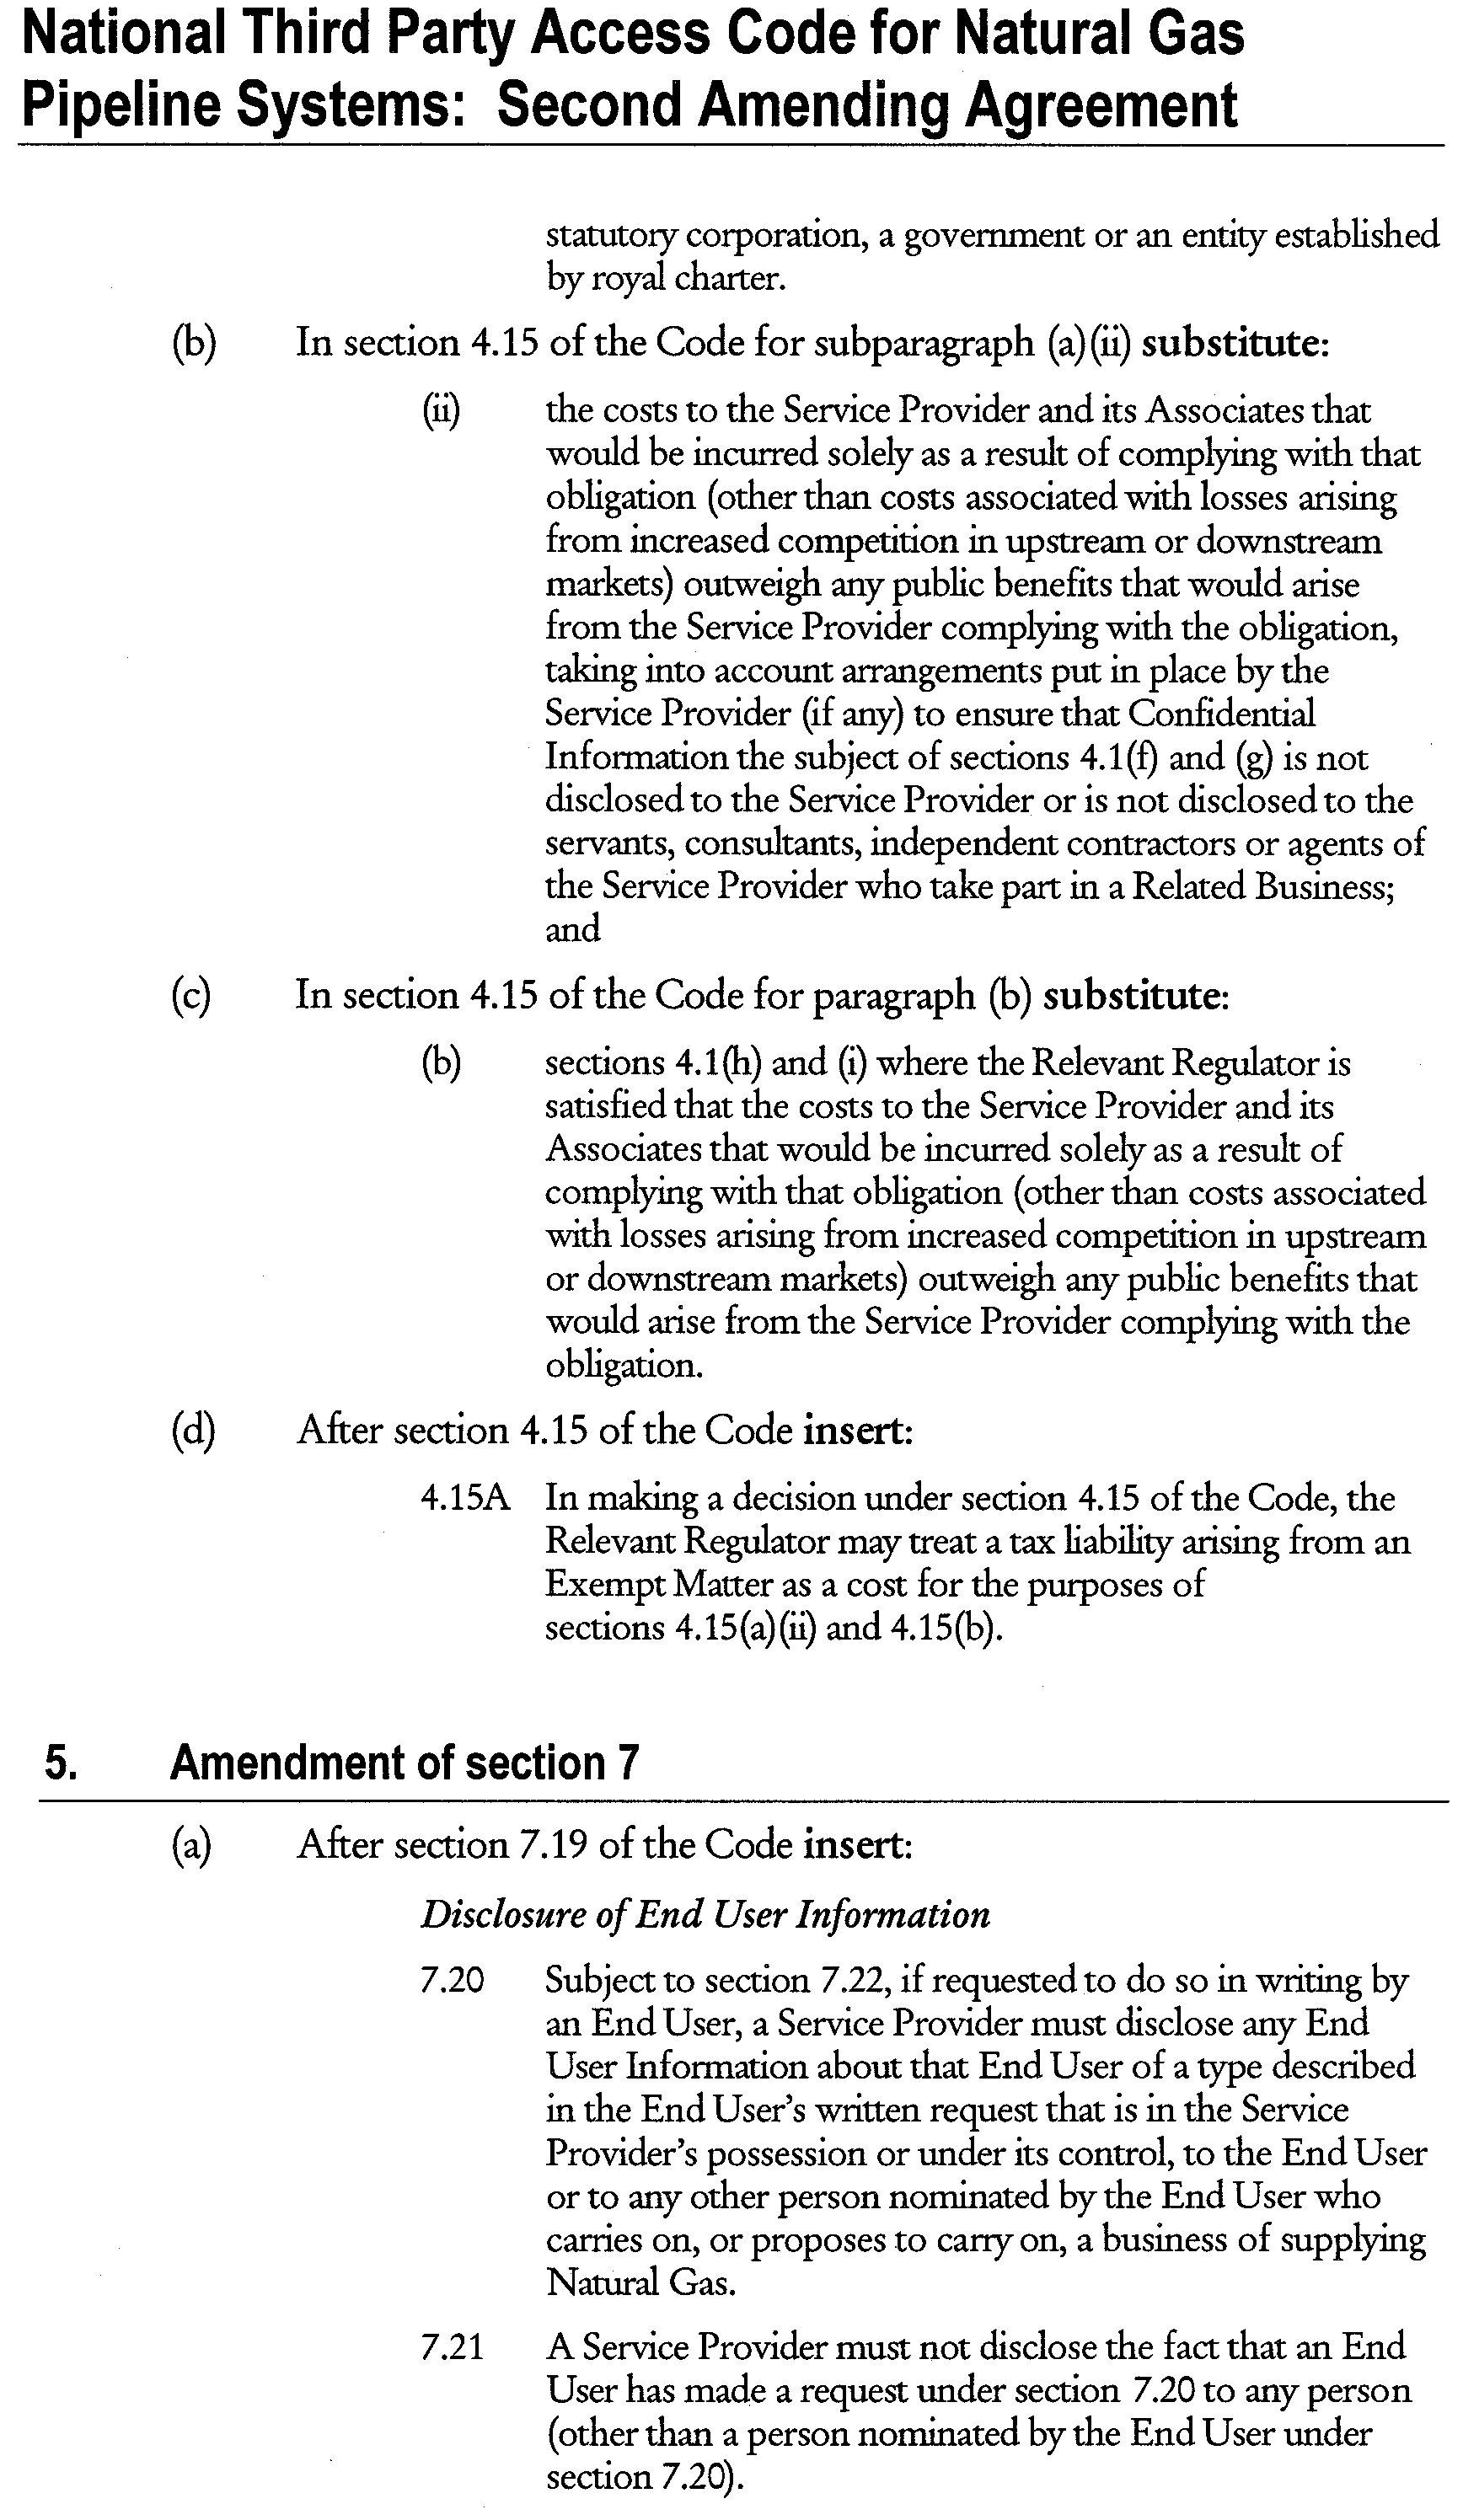 National Third Party Access Code for Natural Gas
Pipeline Systems: Second Amending Agreement
statutory corporation, a government or an entity established
by royal charter.
(b) In section 4.15 of the Code for subparagraph (a)(ii) substitute:
(ii) the costs to the Service Provider and its Associates that
would be incurred solely as a result of complying with that
obligation (other than costs associated with losses arising
from increased competition in upstream or downstream
markets) outweigh any public benefits that would arise
from the Service Provider complying with the obligation,
taking into account arrangements put in place by the
Service Provider (if any) to ensure that Confidential
Information the subject of sections 4.1(f) and (g) is not
disclosed to the Service Provider or is not disclosed to the
servants, consultants, independent contractors or agents of
the Service Provider who take part in a Related Business;
and
(c) In section 4.15 of the Code for paragraph (b) substitute:
(b) sections 4.1(h) and (i) where the Relevant Regulator is
satisfied that the costs to the Service Provider and its
Associates that would be incurred solely as a result of
complying with that obligation (other than costs associated
with losses arising from increased competition in upstream
or downstream markets) outweigh any public benefits that
would arise from the Service Provider complying with the
obligation.
(d) After section 4.15 of the Code insert:
4.15A In making a decision under section 4.15 of the Code, the
Relevant Regulator may treat a tax liability arising from an
Exempt Matter as a cost for the purposes of
sections 4.15(a)(ii) and 4.15(b).
5. Amendment of section 7
(a) After section 7.19 of the Code insert:
Disclosure of End User Information
7.20 Subject to section 7.22, if requested to do so in writing by
an End User, a Service Provider must disclose any End
User Information about that End User of a type described
in the End User's written request that is in the Service
Provider's possession or under its control, to the End User
or to any other person nominated by the End User who
carries on, or proposes to carry on, a business of supplying
Natural Gas.
7.21 A Service Provider must not disclose the fact that an End
User has made a request under section 7.20 to any person
(other than a person nominated by the End User under
section 7.20).